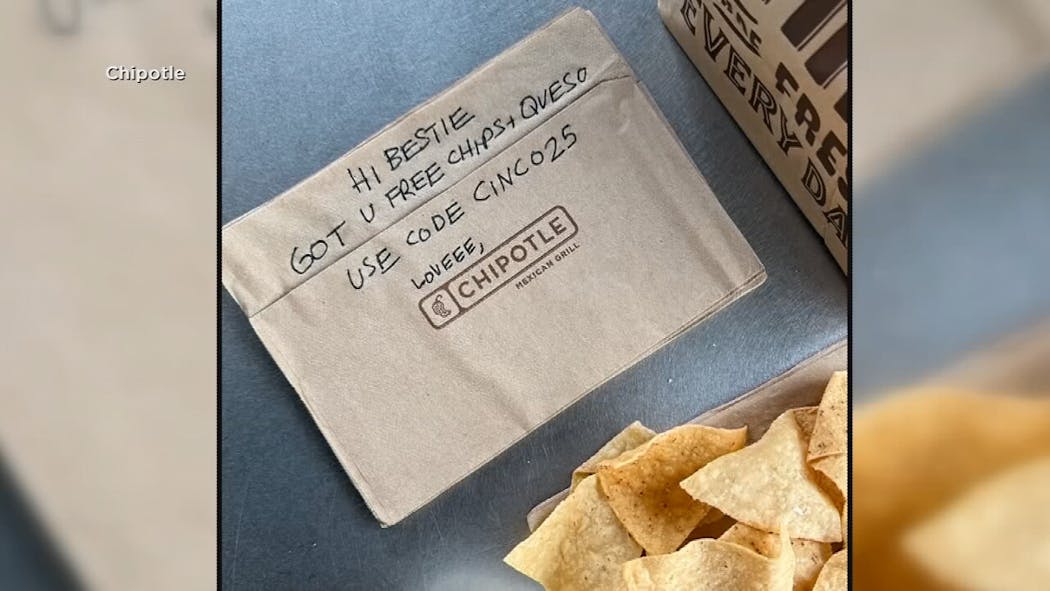 Chipotle
HI BESTIE
GOT U FREE CHIPS+ QUESO
USE CODE CINCO25
LOVEEE,
CHIPOTLE
MEXICAN GRILL
EVERY DA